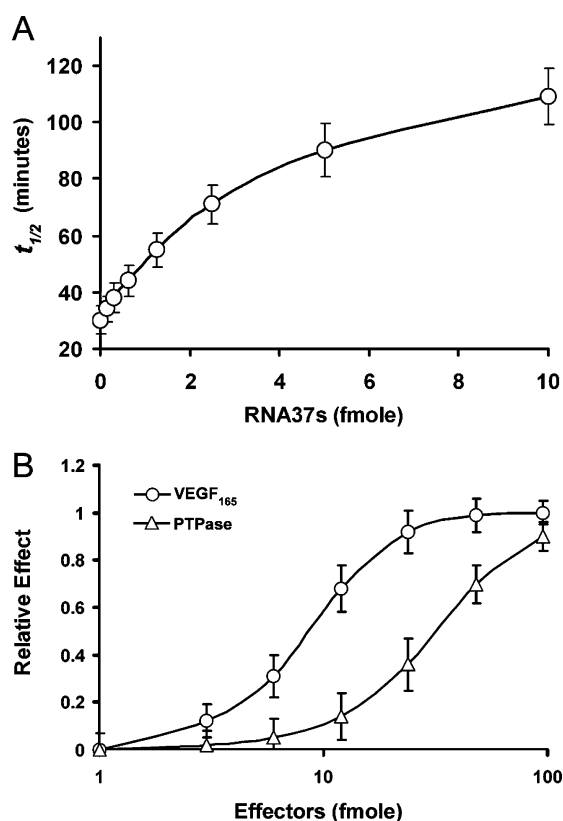 A
120
100
80
60
40
20
t1/2 (minutes)
0 2 4 6 8 10
RNA37s (fmole)
B
1.2
1
0.8
0.6
0.4
0.2
0
Relative Effect
VEGF165
PTPase
1 10 100
Effectors (fmole)